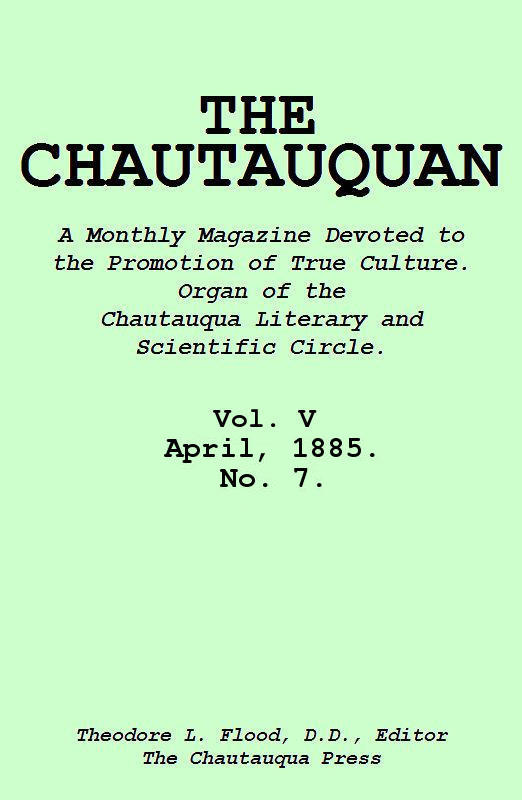 THE
CHAUTAUQUAN
A Monthly Magazine Devoted to
the Promotion of True Culture.
Organ of the
Chautauqua Literary and
Scientific Circle.
Vol. V
April, 1885.
No. 7.
Theodore L. Flood, D.D., Editor
The Chautauqua Press